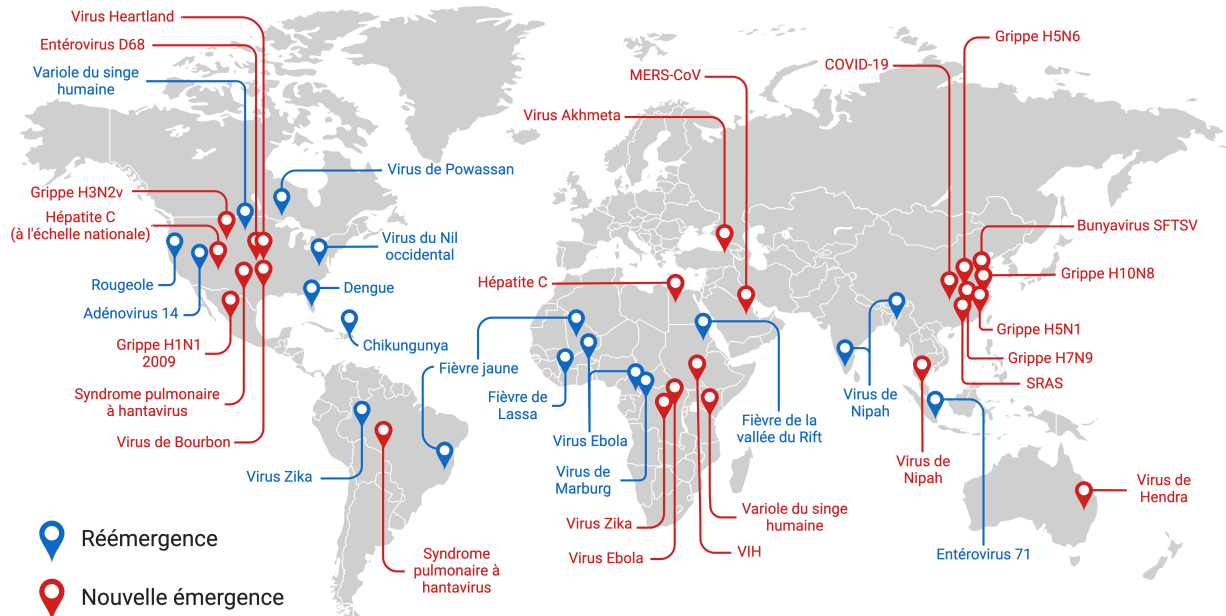 Virus Heartland
Entérovirus D68
Variole du singe
humaine
Virus de Powassan
Grippe H3N2v
Hépatite C
(à l'échelle nationale)
Virus du Nil
occidental
Rougeole
Dengue
Adénovirus 14
Chikungunya
Grippe H1N1
2009
Syndrome pulmonaire
à hantavirus
Virus de Bourbon
Virus Zika
Syndrome
pulmonaire à
hantavirus
Fièvre jaune
Grippe H5N6
COVID-19
MERS-CoV
Virus Akhmeta
Hépatite C
Fièvre de
Lassa
Virus Ebola
Virus de
Marburg
Virus Zika
Virus Ebola
VIH
Variole du singe
humaine
Fièvre de la
vallée du Rift
Bunyavirus SFTSV
Grippe H10N8
Grippe H5N1
Grippe H7N9
SRAS
Virus de
Nipah
Virus de
Nipah
Entérovirus 71
Virus de
Hendra
Réémergence
Nouvelle émergence